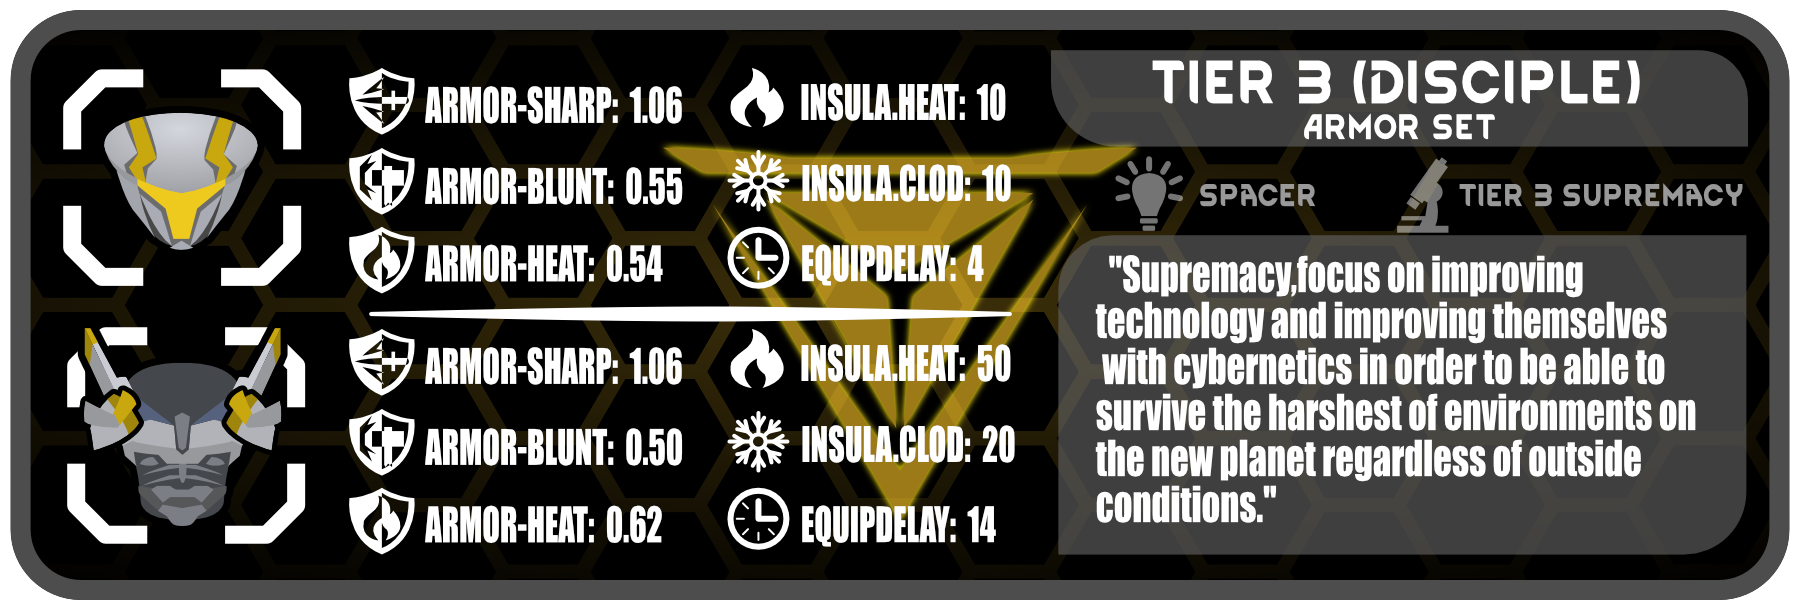 ARMOR-SHARP: 1.06
ARMOR-BLUNT: 0.55
ARMOR-HEAT: 0.54
INSULA.HEAT: 10
INSULA.CLOD: 10
EQUIPDELAY: 4
ARMOR-SHARP: 1.06
ARMOR-BLUNT: 0.50
ARMOR-HEAT: 0.62
INSULA.HEAT: 50
INSULA.CLOD: 20
EQUIPDELAY: 14
TIER 3 (DISCIPLE)
ARMOR SET
SPACER
TIER 3 SUPREMACY
"Supremacy,focus on improving
technology and improving themselves
with cybernetics in order to be able to
survive the harshest of environments on
the new planet regardless of outside
conditions."